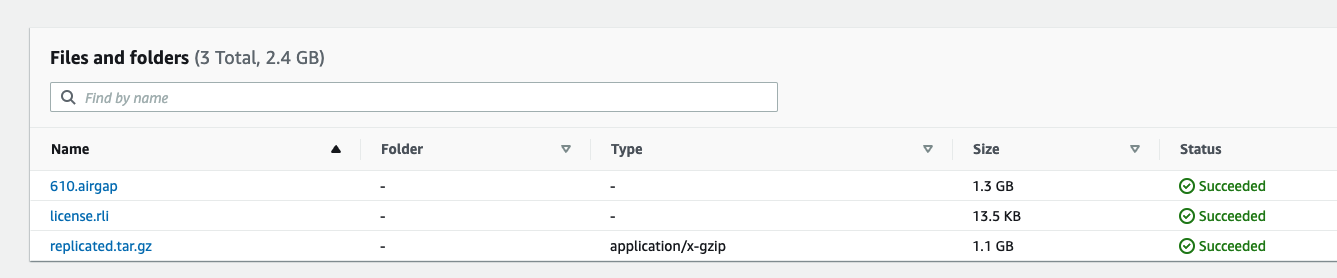 Files and folders (3 Total, 2.4 GB)
Find by name
Name Folder Type Size Status
610.airgap - - 1.3 GB Succeeded
license.rli - - 13.5 KB Succeeded
replicated.tar.gz - application/x-gzip 1.1 GB Succeeded